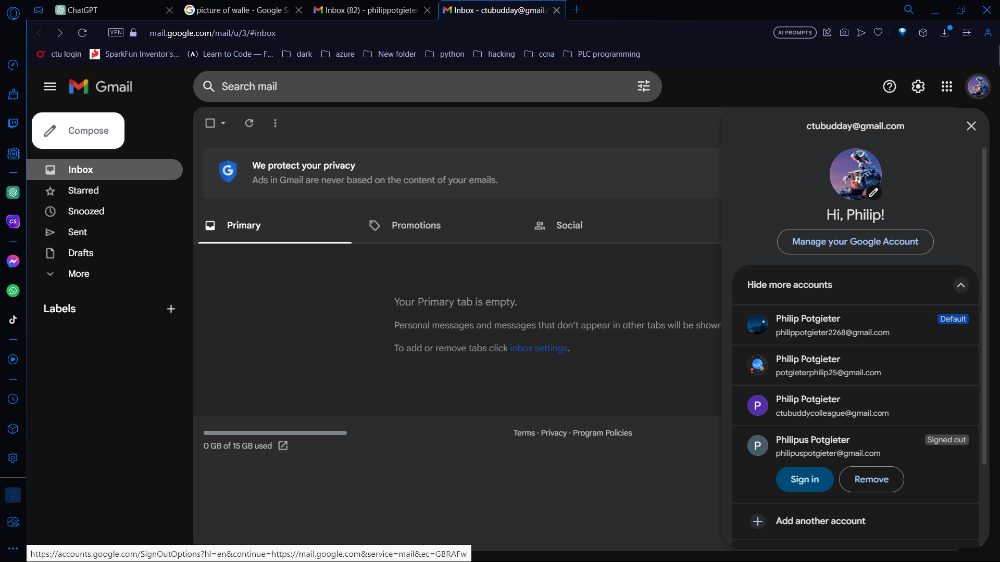 ChatGPT
picture of walle - Google Se
Inbox (82) - philippotgieter
Inbox - ctubudday@gmail.c
VPN
mail.google.com/mail/u/3/#inbox
AI PROMPTS
ctu login
SparkFun Inventor's...
Learn to Code — F...
dark
azure
New folder
python
hacking
ccna
PLC programming
Gmail
Search mail
Compose
Inbox
Starred
Snoozed
Sent
Drafts
More
Labels
We protect your privacy
Ads in Gmail are never based on the content of your emails.
Primary
Promotions
Social
Your Primary tab is empty.
Personal messages and messages that don’t appear in other tabs will be shown
To add or remove tabs click inbox settings.
0 GB of 15 GB used
Terms · Privacy · Program Policies
ctubudday@gmail.com
Hi, Philip!
Manage your Google Account
Hide more accounts
Philip Potgieter
Default
philippotgieter2268@gmail.com
Philip Potgieter
potgieterphilip25@gmail.com
P
Philip Potgieter
ctubuddycolleague@gmail.com
P
Philipus Potgieter
Signed out
philipuspotgieter@gmail.com
Sign in
Remove
Add another account
CS
https://accounts.google.com/SignOutOptions?hl=en&continue=https://mail.google.com&service=mail&ec=GBRAFw